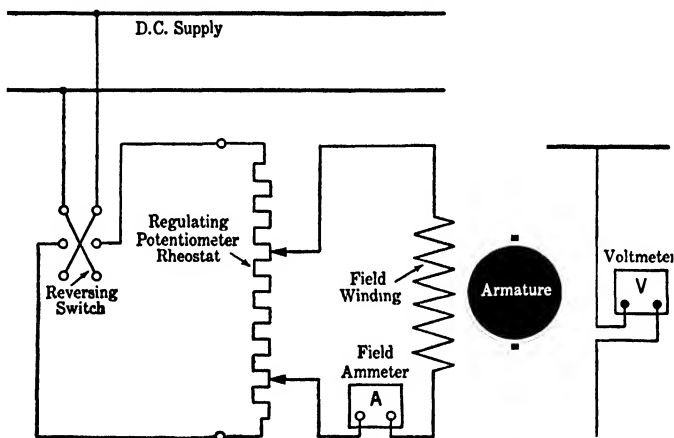 D.C. Supply
Regulating
Potentiometer
Rheostat
Reversing
Switch
Field
Winding
Armature
Voltmeter
V
Field
Ammeter
A